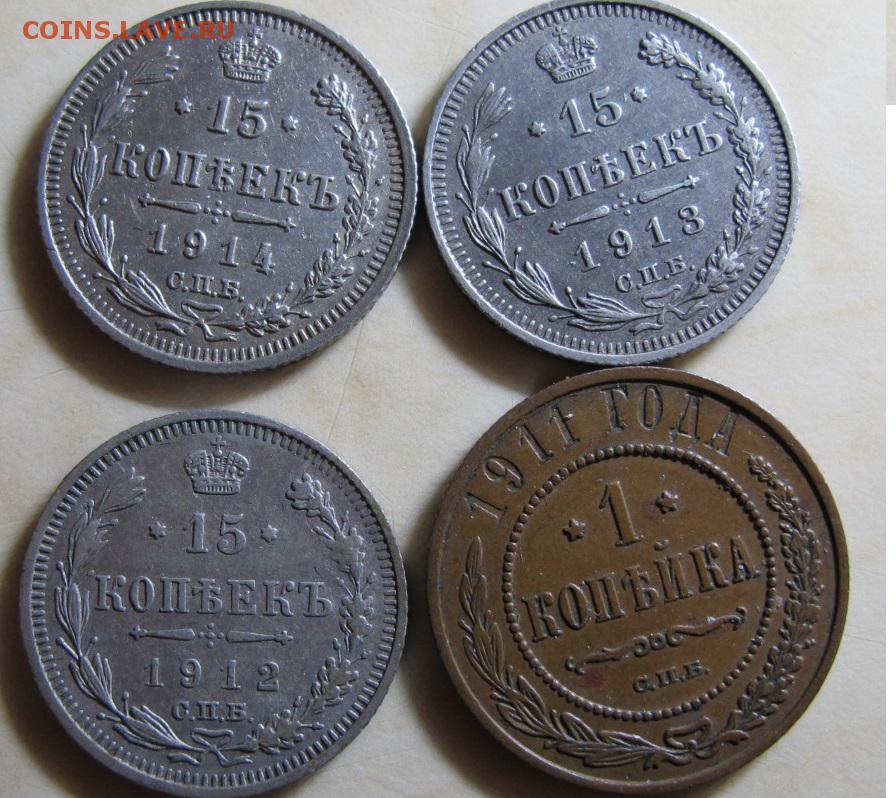 COINS.LAVE.RU
15
КОПѢЕКЪ
1914
С.П.Б.
15
КОПѢЕКЪ
1913
С.П.Б.
15
КОПѢЕКЪ
1912
С.П.Б.
1911 ГОДА
1
КОПѢЙКА
С.П.Б.